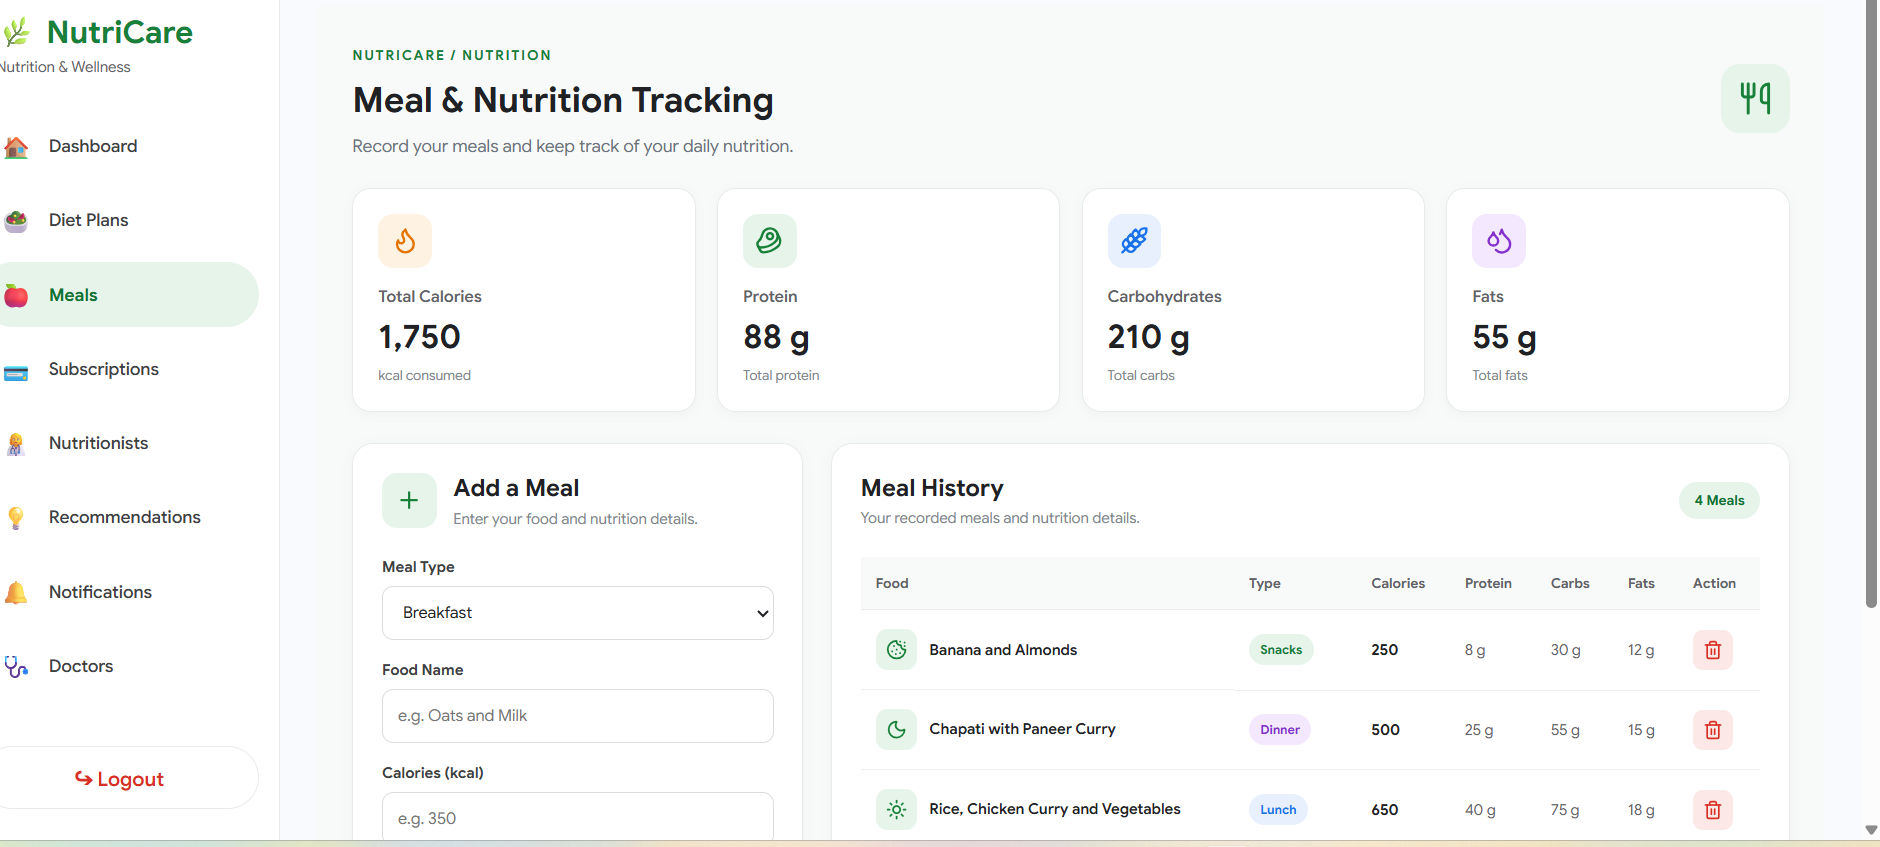 NutriCare
Nutrition & Wellness
Dashboard
Diet Plans
Meals
Subscriptions
Nutritionists
Recommendations
Notifications
Doctors
Logout
NUTRICARE / NUTRITION
Meal & Nutrition Tracking
Record your meals and keep track of your daily nutrition.
Total Calories
1,750
kcal consumed
Protein
88 g
Total protein
Carbohydrates
210 g
Total carbs
Fats
55 g
Total fats
Add a Meal
Enter your food and nutrition details.
Meal Type
Breakfast
Food Name
e.g. Oats and Milk
Calories (kcal)
e.g. 350
Meal History
Your recorded meals and nutrition details.
4 Meals
Food Type Calories Protein Carbs Fats Action
Banana and Almonds Snacks 250 8 g 30 g 12 g
Chapati with Paneer Curry Dinner 500 25 g 55 g 15 g
Rice, Chicken Curry and Vegetables Lunch 650 40 g 75 g 18 g